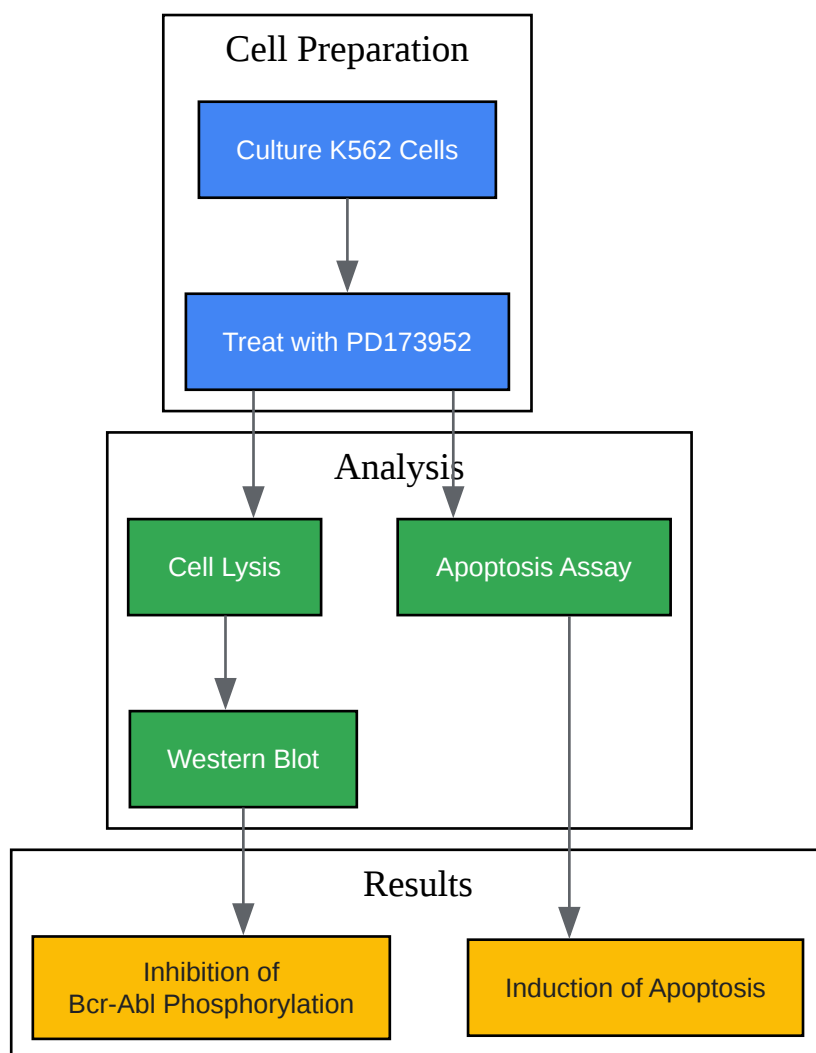 Cell Preparation
Culture K562 Cells
Treat with PD173952
Analysis
Cell Lysis
Apoptosis Assay
Western Blot
Results
Inhibition of
Bcr-Abl Phosphorylation
Induction of Apoptosis